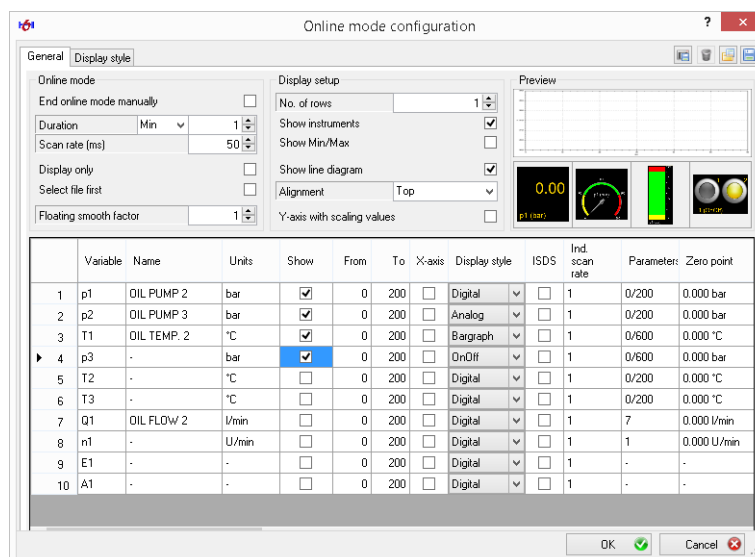 Online mode configuration ?
General Display style
Online mode
End online mode manually
Duration Min 1
Scan rate (ms) 50
Display only
Select file first
Floating smooth factor 1
Display setup
No. of rows 1
Show instruments
Show Min/Max
Show line diagram
Alignment Top
Y-axis with scaling values
Preview
0.00
p1 (bar)
Variable Name Units Show From To X-axis Display style ISDS Ind. scan rate Parameters Zero point
1 p1 OIL PUMP 2 bar 0 200 Digital 1 0/200 0.000 bar
2 p2 OIL PUMP 3 bar 0 200 Analog 1 0/200 0.000 bar
3 T1 OIL TEMP. 2 °C 0 200 Bargraph 1 0/600 0.000 °C
4 p3 - bar 0 200 OnOff 1 0/600 0.000 bar
5 T2 - °C 0 200 Digital 1 0/200 0.000 °C
6 T3 - °C 0 200 Digital 1 0/200 0.000 °C
7 Q1 OIL FLOW 2 l/min 0 200 Digital 1 7 0.000 l/min
8 n1 - U/min 0 200 Digital 1 1 0.000 U/min
9 E1 - - 0 200 Digital 1 - -
10 A1 - - 0 200 Digital 1 - -
OK Cancel